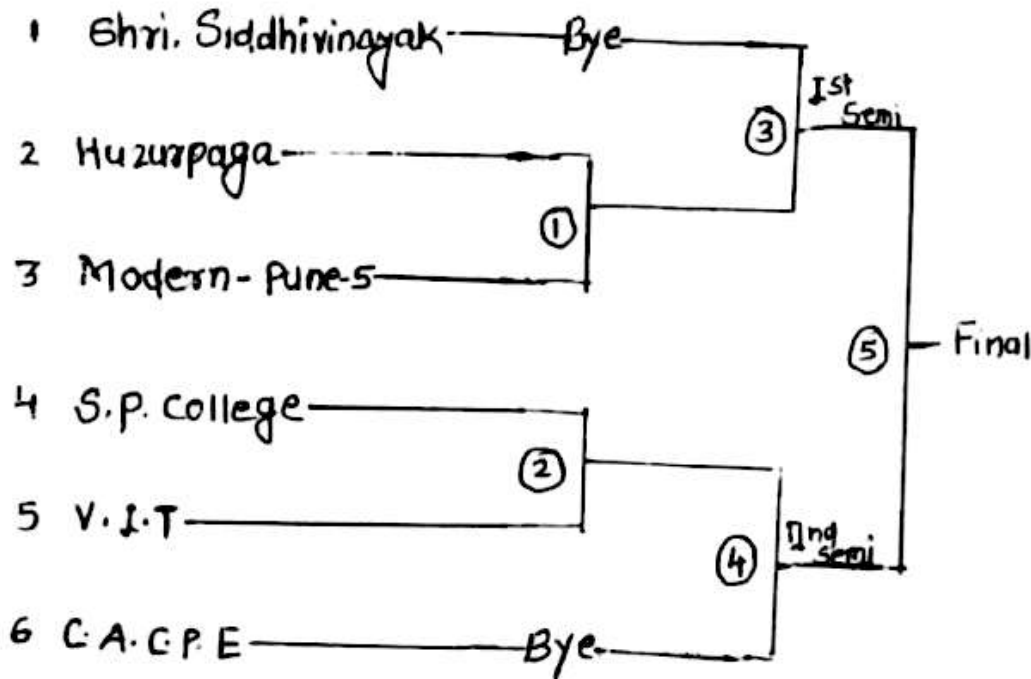 1 Shri. Siddhivinayak Bye
Ist
Semi
3
2 Huzurpaga
1
3 Modern - Pune-5
5 Final
4 S.P. College
2
5 V.I.T
IInd
semi
4
6 C.A.C.P.E Bye